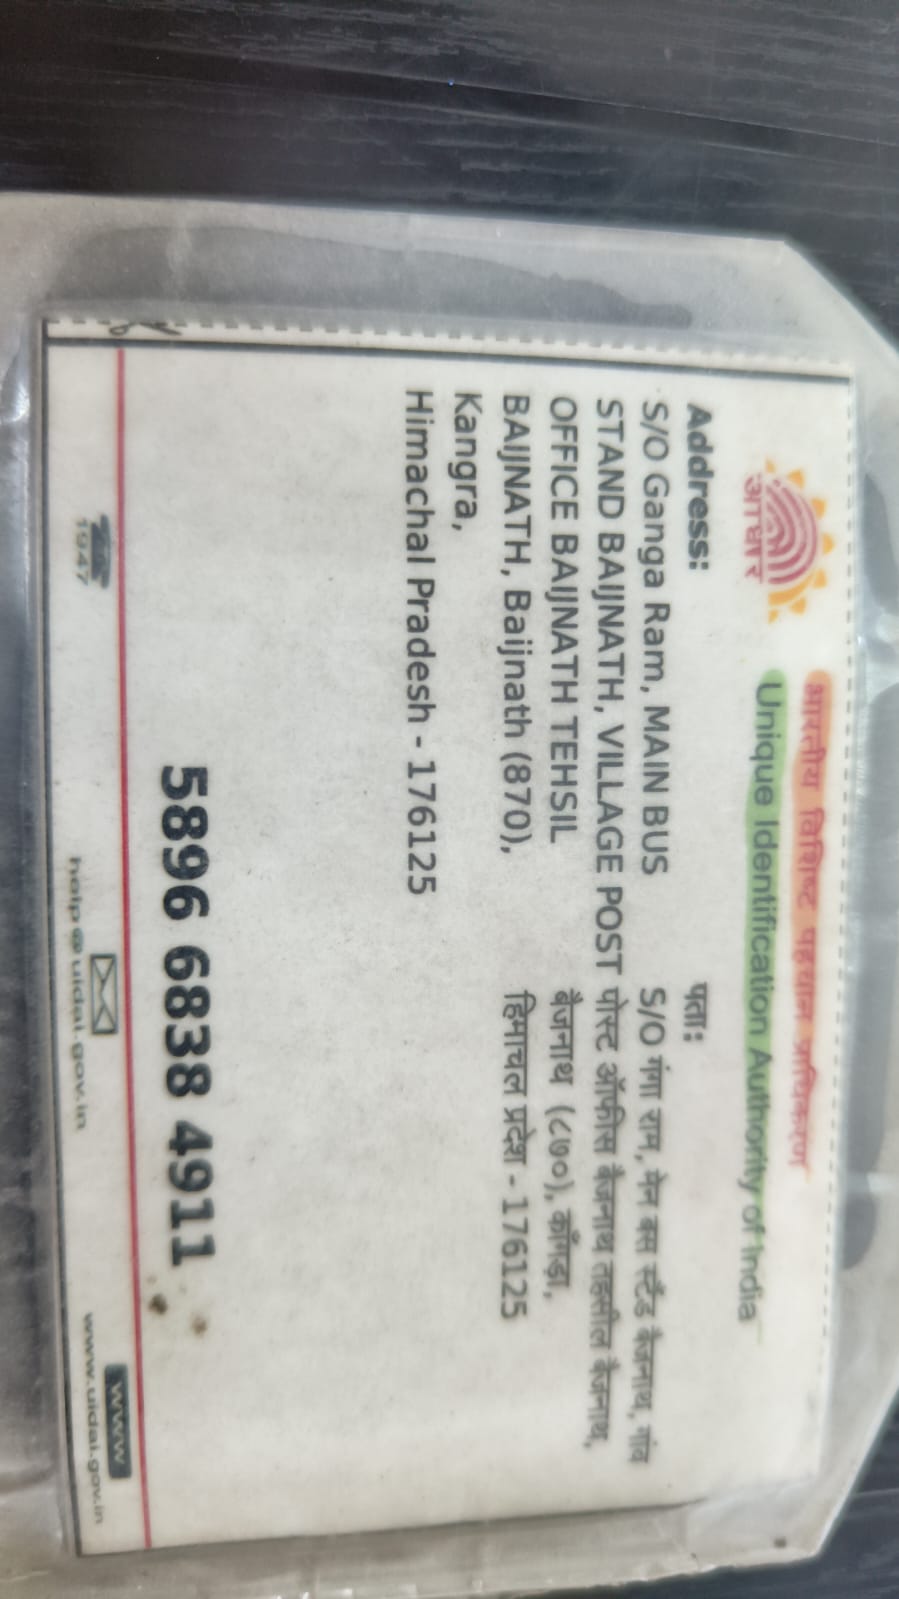 भारतीय विशिष्ट पहचान प्राधिकरण
Unique Identification Authority of India
आधार
Address:
S/O Ganga Ram, MAIN BUS
STAND BAIJNATH, VILLAGE POST
OFFICE BAIJNATH TEHSIL
BAIJNATH, Baijnath (870),
Kangra,
Himachal Pradesh - 176125
पता:
S/O गंगा राम, मेन बस स्टैंड बैजनाथ, गांव
पोस्ट ऑफीस बैजनाथ तहसील बैजनाथ,
बैजनाथ (८७०), काँगड़ा,
हिमाचल प्रदेश - 176125
5896 6838 4911
1947
help@uidai.gov.in
www
www.uidai.gov.in